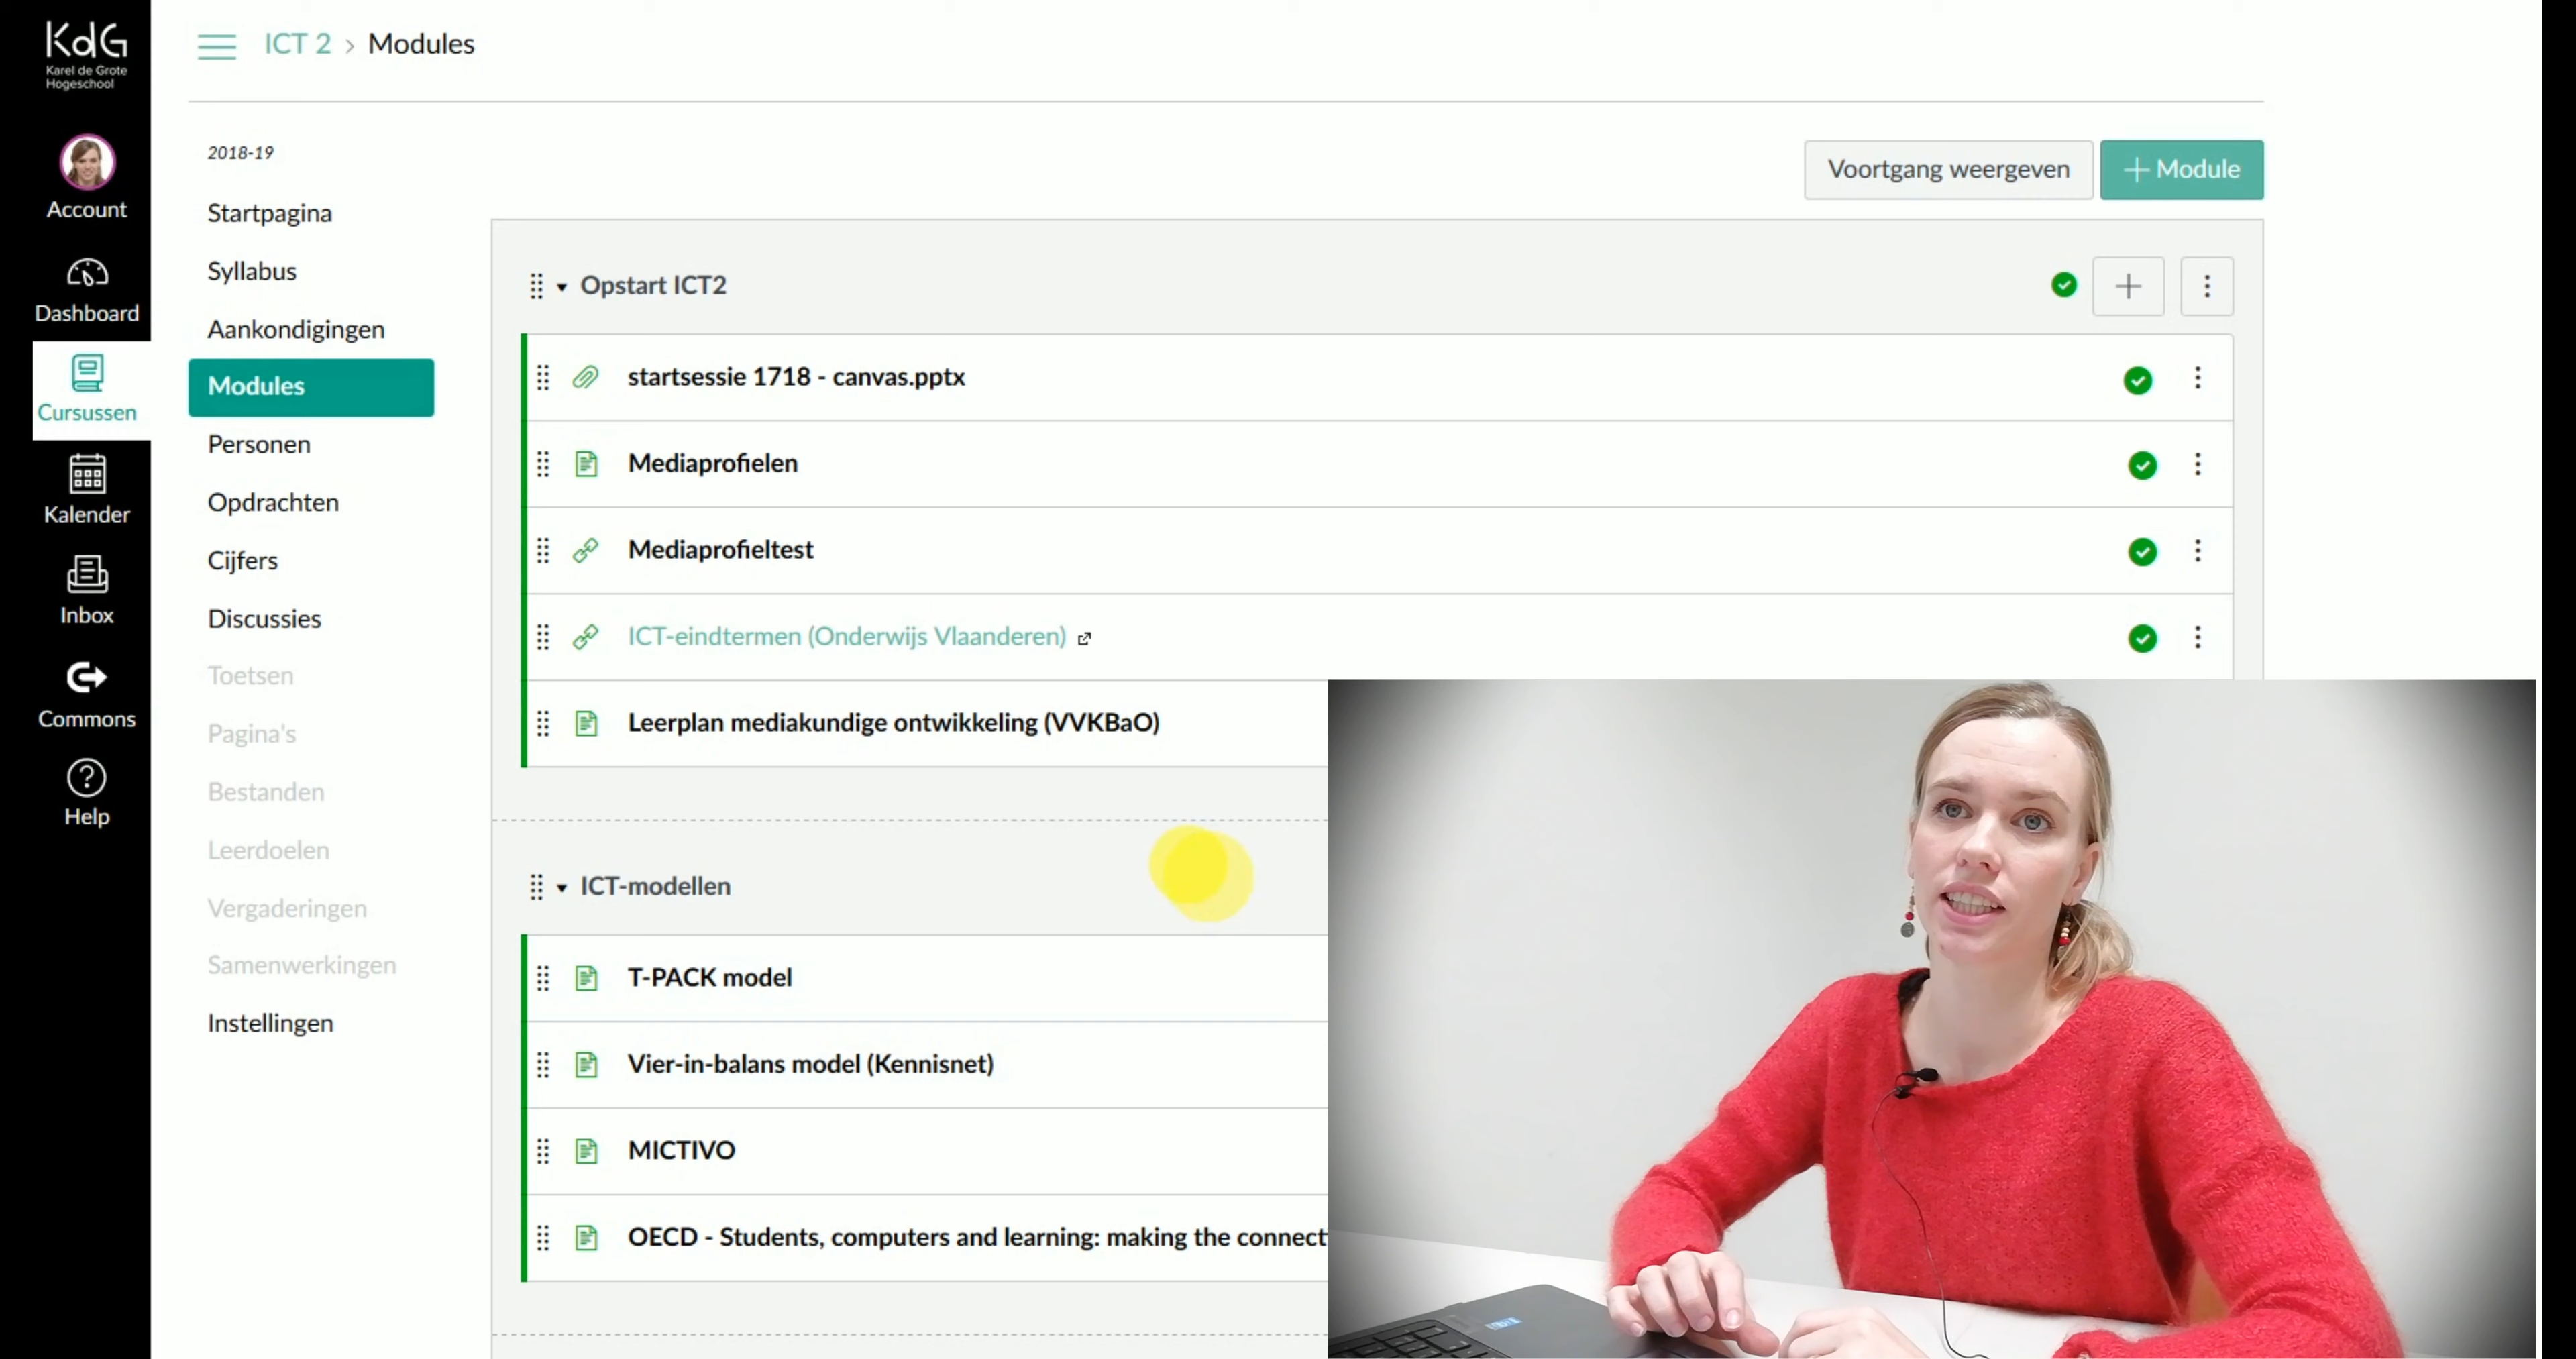 KdG
Karel de Grote
Hogeschool
Account
Dashboard
Cursussen
Kalender
Inbox
Commons
Help
ICT 2 > Modules
2018-19
Startpagina
Syllabus
Aankondigingen
Modules
Personen
Opdrachten
Cijfers
Discussies
Toetsen
Pagina's
Bestanden
Leerdoelen
Vergaderingen
Samenwerkingen
Instellingen
Voortgang weergeven
+ Module
Opstart ICT2
startsessie 1718 - canvas.pptx
Mediaprofielen
Mediaprofieltest
ICT-eindtermen (Onderwijs Vlaanderen)
Leerplan mediakundige ontwikkeling (VVKBaO)
ICT-modellen
T-PACK model
Vier-in-balans model (Kennisnet)
MICTIVO
OECD - Students, computers and learning: making the connect